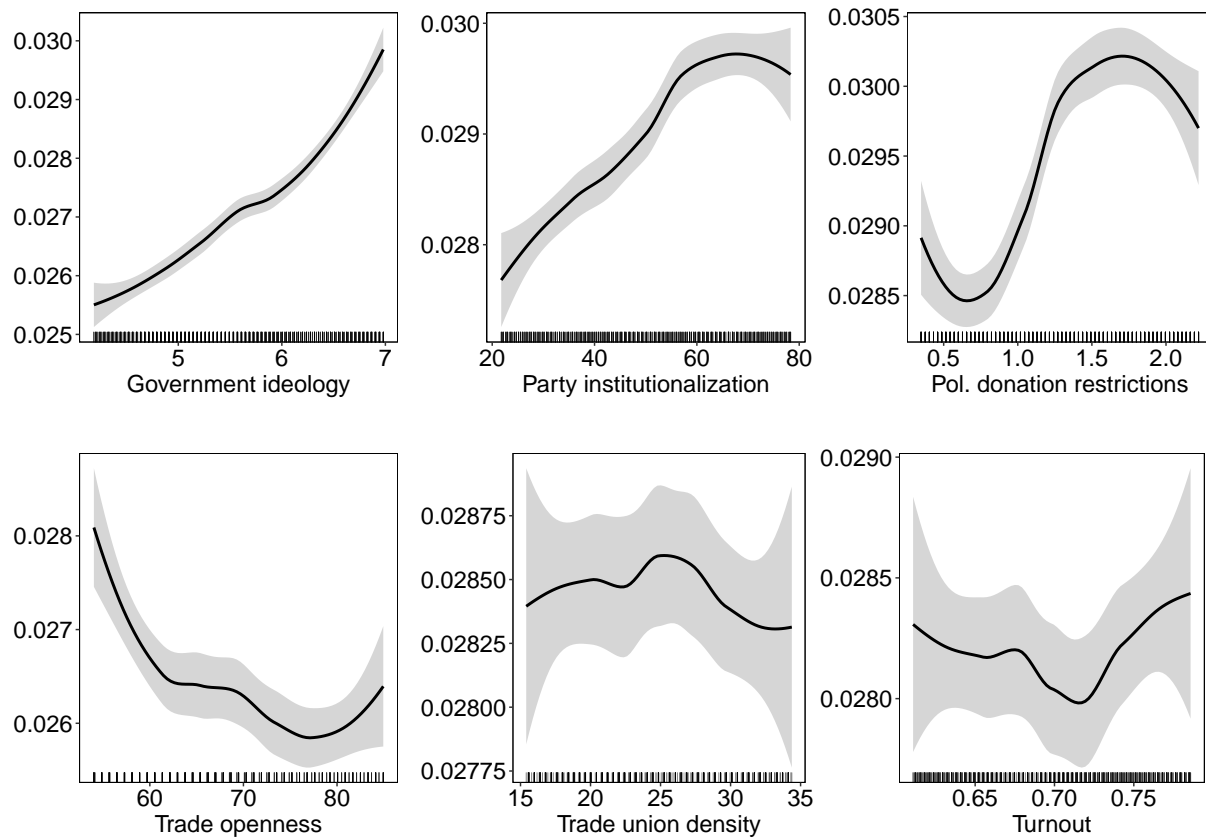 0.030
0.029
0.028
0.027
0.026
0.025
5 6 7
Government ideology
0.030
0.029
0.028
20 40 60 80
Party institutionalization
0.0305
0.0300
0.0295
0.0290
0.0285
0.5 1.0 1.5 2.0
Pol. donation restrictions
0.028
0.027
0.026
60 70 80
Trade openness
0.02875
0.02850
0.02825
0.02800
0.02775
15 20 25 30 35
Trade union density
0.0290
0.0285
0.0280
0.65 0.70 0.75
Turnout